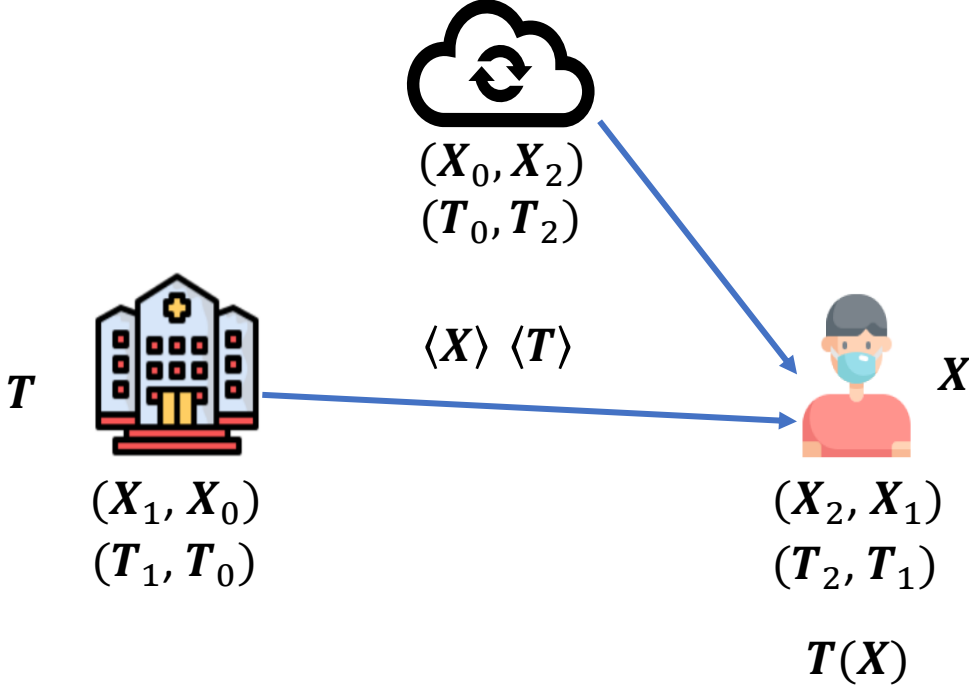 (X₀, X₂)
(T₀, T₂)
⟨X⟩ ⟨T⟩
T
X
(X₁, X₀)
(T₁, T₀)
(X₂, X₁)
(T₂, T₁)
T(X)